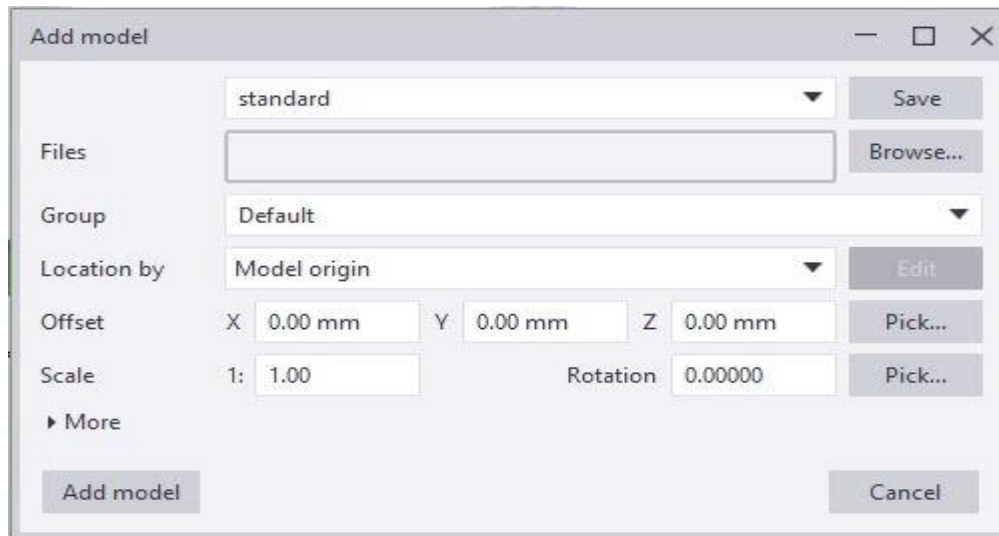 Add model
standard Save
Files Browse...
Group Default
Location by Model origin Edit
Offset X 0.00 mm Y 0.00 mm Z 0.00 mm Pick...
Scale 1: 1.00 Rotation 0.00000 Pick...
More
Add model Cancel